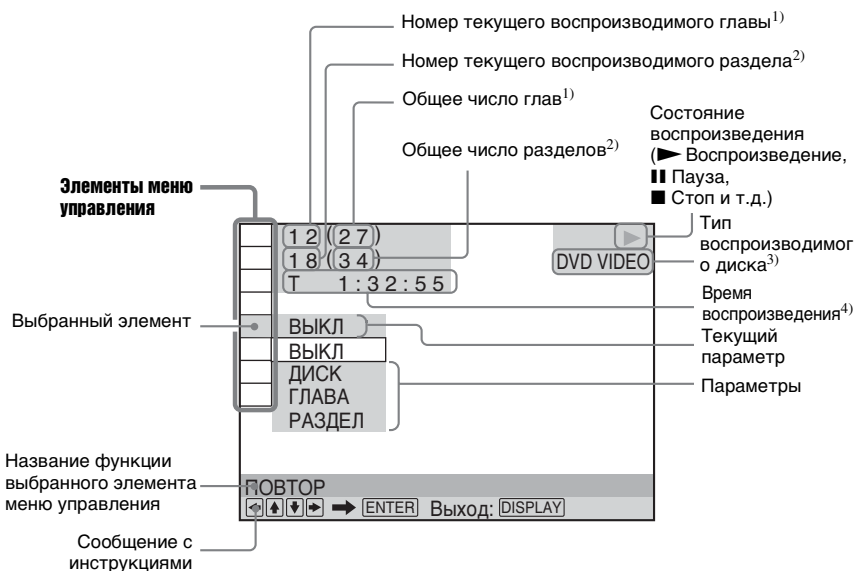 Номер текущего воспроизводимого главы1)
Номер текущего воспроизводимого раздела2)
Общее число глав1)
Общее число разделов2)
Состояние
воспроизведения
(► Воспроизведение,
▮▮ Пауза,
■ Стоп и т.д.)
Элементы меню
управления
Тип
воспроизводимог
о диска3)
12(27)
18(34)
T 1:32:55
►
DVD VIDEO
Время
воспроизведения4)
Выбранный элемент
ВЫКЛ
Текущий
параметр
ВЫКЛ
ДИСК
ГЛАВА
РАЗДЕЛ
Параметры
Название функции
выбранного элемента
меню управления
ПОВТОР
←↑↓→ ➡ ENTER Выход: DISPLAY
Сообщение с
инструкциями